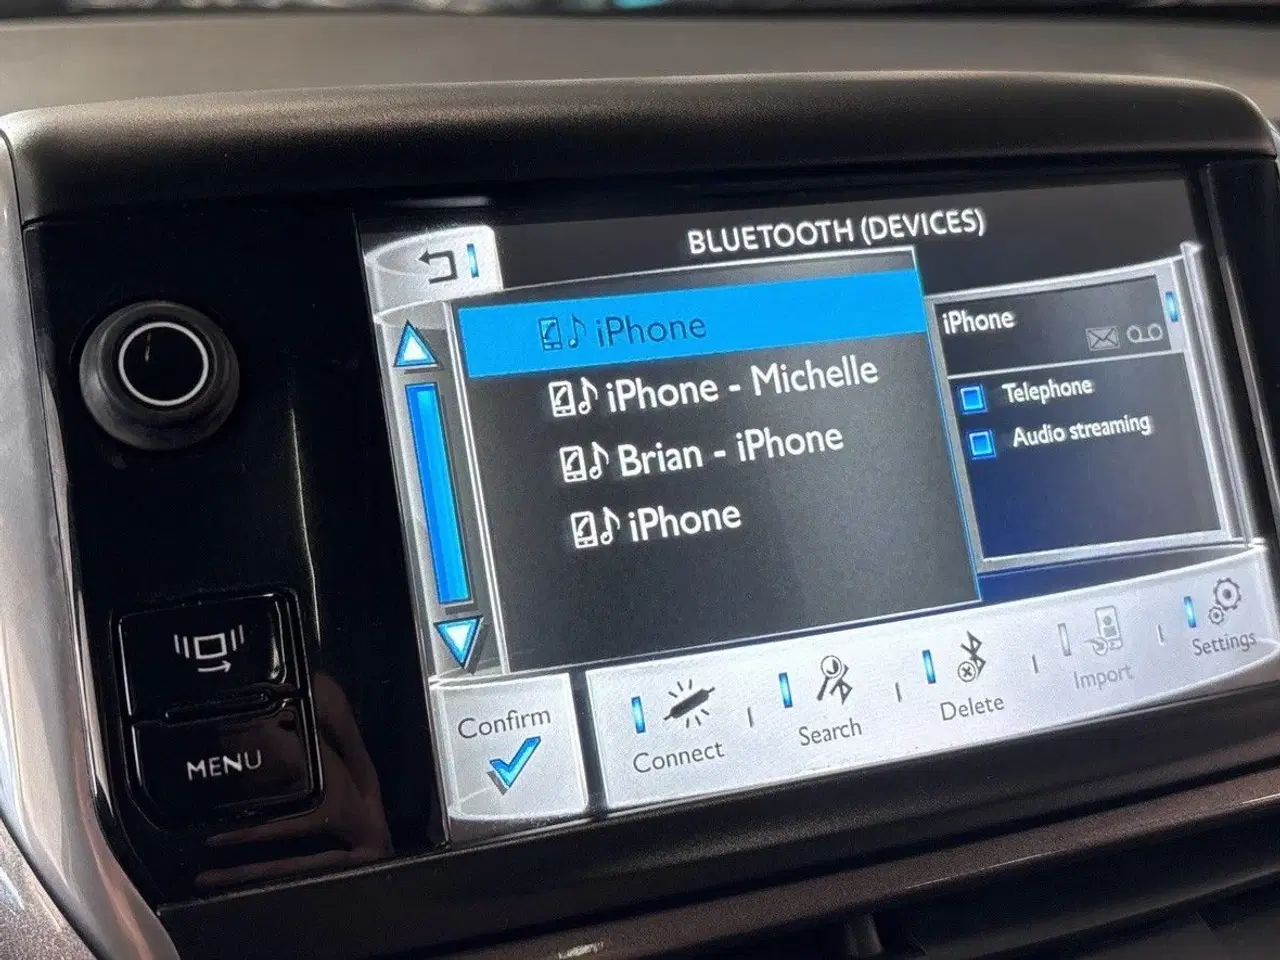 BLUETOOTH (DEVICES)
iPhone
iPhone - Michelle
Brian - iPhone
iPhone
iPhone
Telephone
Audio streaming
Confirm
Connect
Search
Delete
Import
Settings
MENU